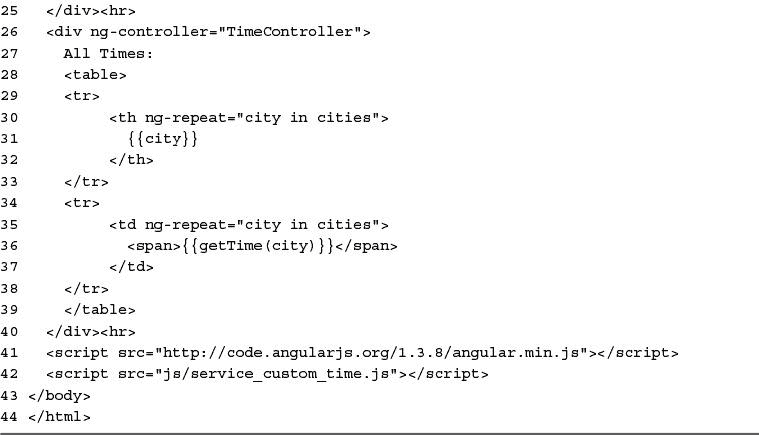 25   </div><hr>
26   <div ng-controller="TimeController">
27     All Times:
28     <table>
29     <tr>
30          <th ng-repeat="city in cities">
31            {{city}}
32          </th>
33     </tr>
34     <tr>
35          <td ng-repeat="city in cities">
36            <span>{{getTime(city)}}</span>
37          </td>
38     </tr>
39     </table>
40   </div><hr>
41   <script src="http://code.angularjs.org/1.3.8/angular.min.js"></script>
42   <script src="js/service_custom_time.js"></script>
43 </body>
44 </html>